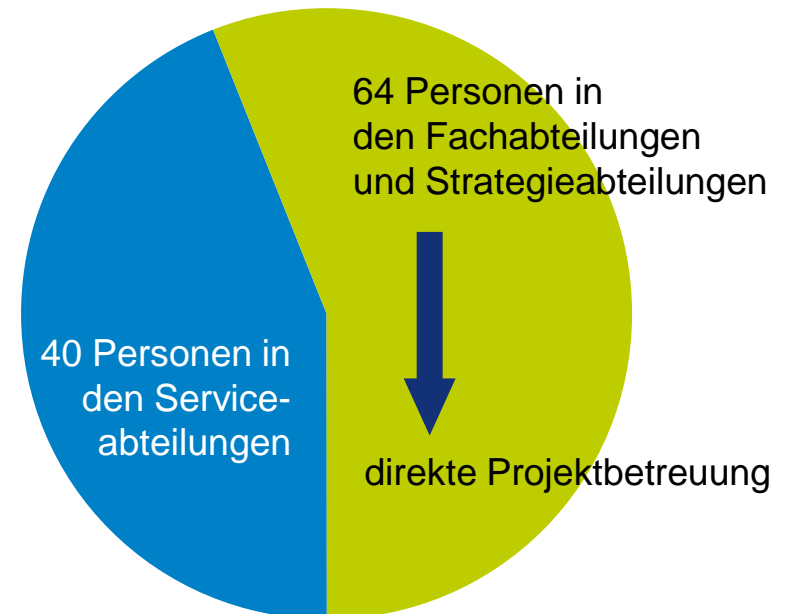 64 Personen in
den Fachabteilungen
und Strategieabteilungen
40 Personen in
den Service-
abteilungen
direkte Projektbetreuung